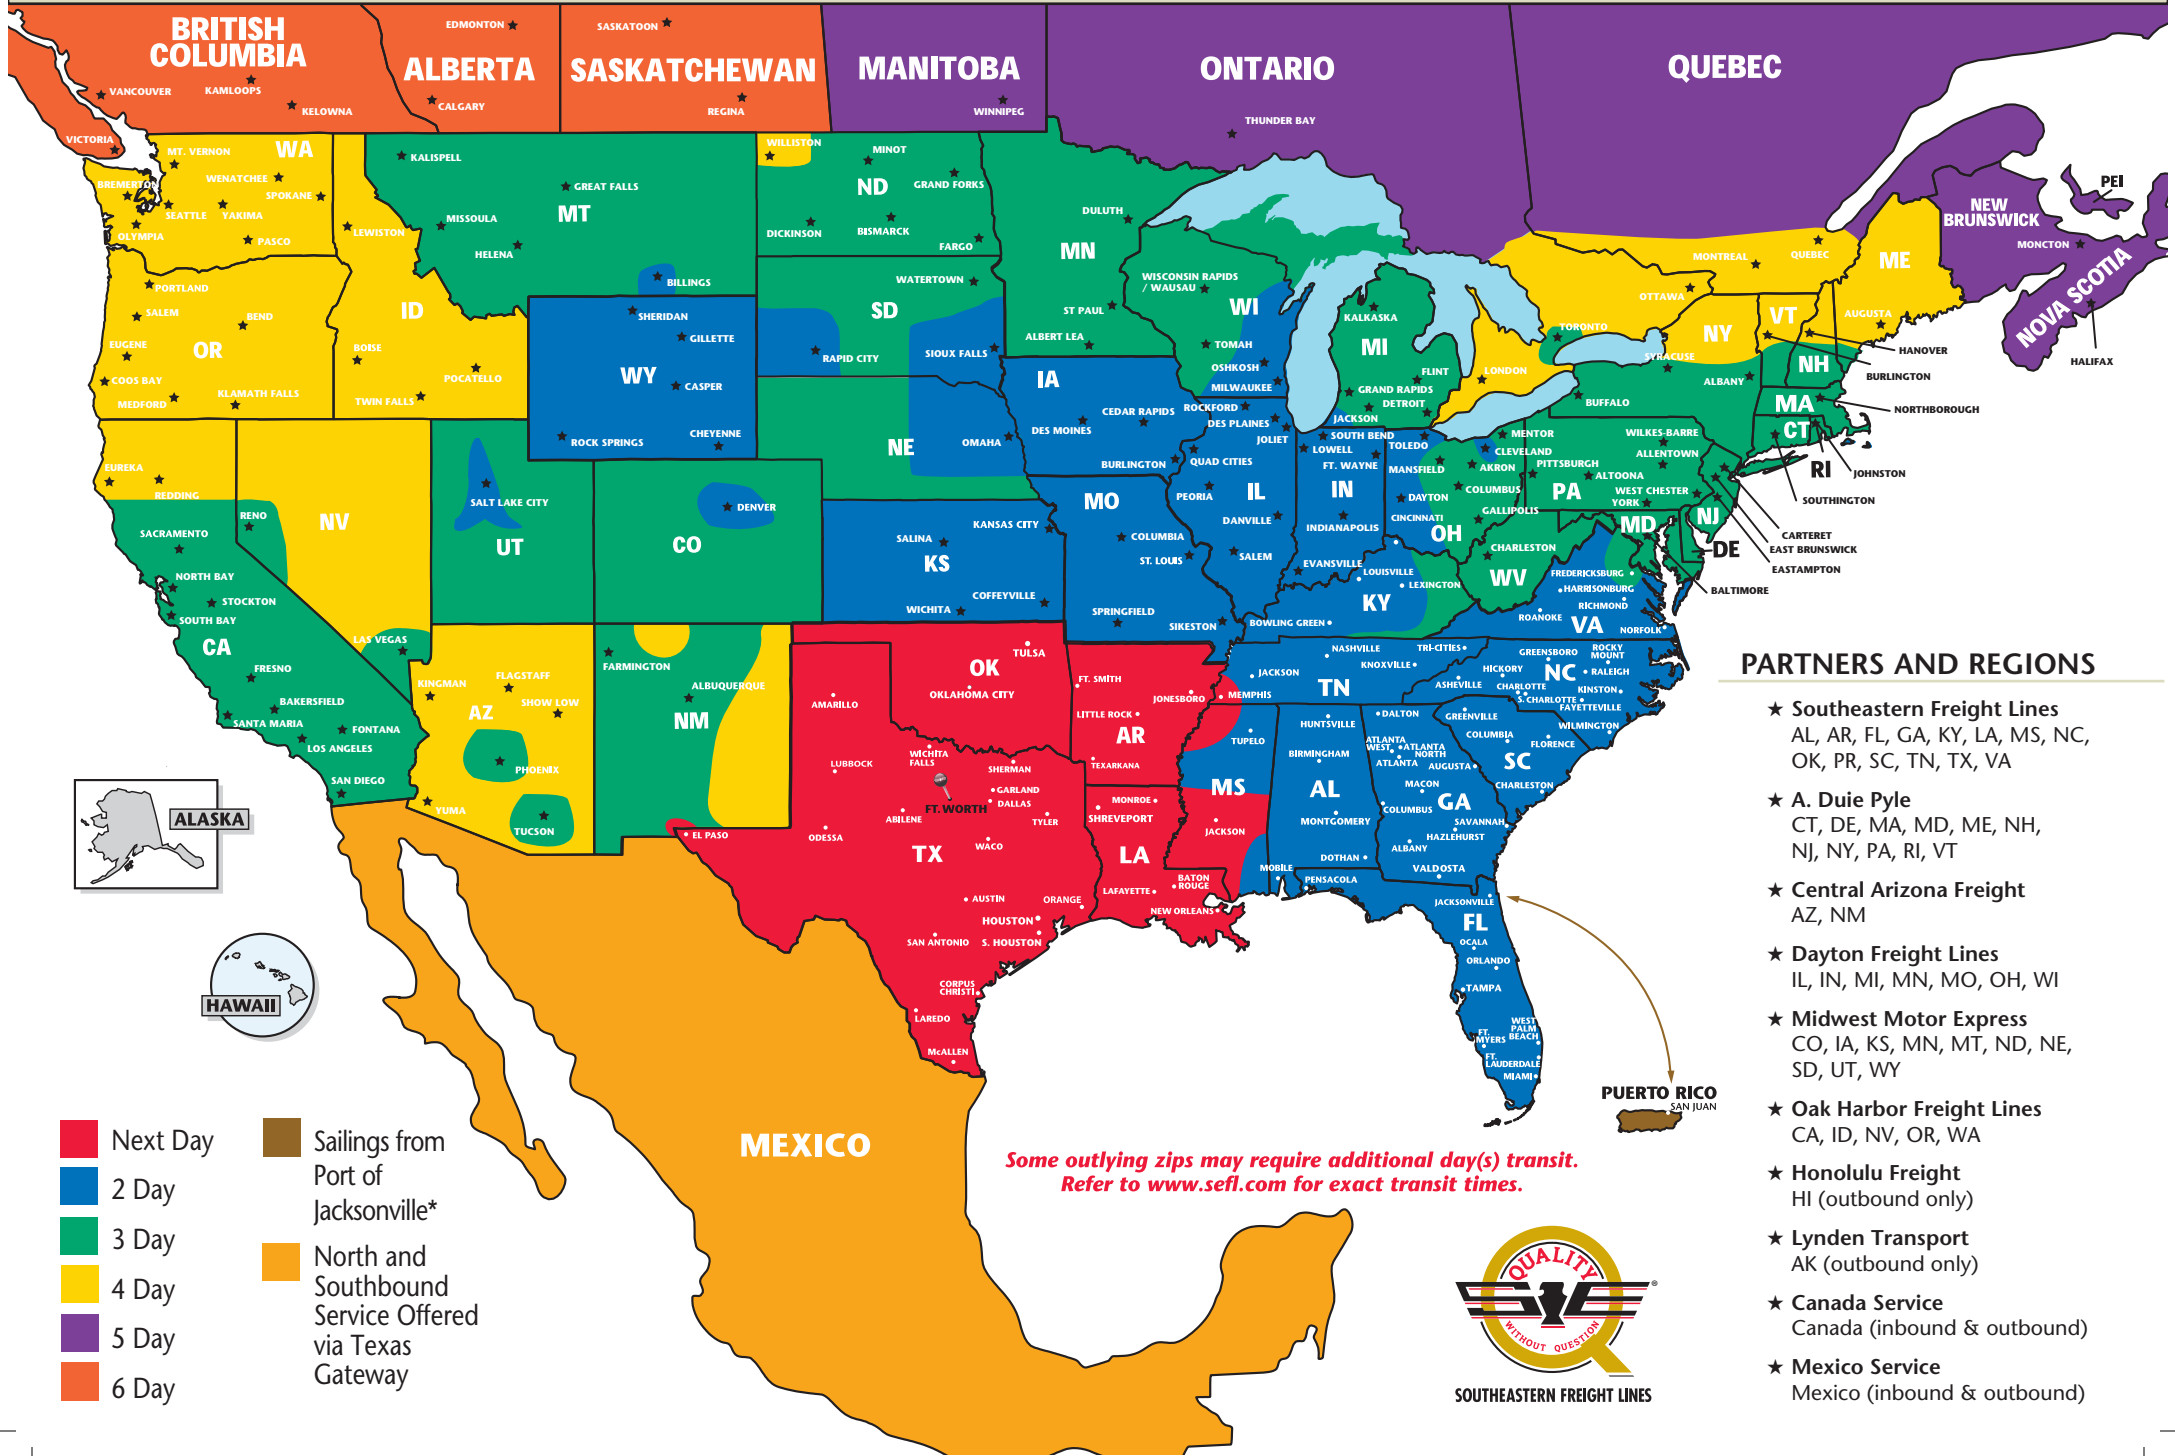 BRITISH
COLUMBIA
VANCOUVER
KAMLOOPS
KELOWNA
VICTORIA
EDMONTON
ALBERTA
CALGARY
SASKATOON
SASKATCHEWAN
REGINA
MANITOBA
WINNIPEG
ONTARIO
THUNDER BAY
QUEBEC
MONTREAL
QUEBEC
OTTAWA
TORONTO
LONDON
NEW
BRUNSWICK
MONCTON
PEI
NOVA SCOTIA
HALIFAX
WA
MT. VERNON
WENATCHEE
SPOKANE
BREMERTON
SEATTLE
YAKIMA
OLYMPIA
PASCO
OR
PORTLAND
SALEM
BEND
EUGENE
COOS BAY
MEDFORD
KLAMATH FALLS
ID
LEWISTON
BOISE
POCATELLO
TWIN FALLS
MT
KALISPELL
GREAT FALLS
MISSOULA
HELENA
BILLINGS
ND
WILLISTON
MINOT
GRAND FORKS
DICKINSON
BISMARCK
FARGO
SD
WATERTOWN
RAPID CITY
SIOUX FALLS
MN
DULUTH
ST PAUL
ALBERT LEA
WI
WISCONSIN RAPIDS
/ WAUSAU
TOMAH
OSHKOSH
MILWAUKEE
MI
KALKASKA
FLINT
GRAND RAPIDS
DETROIT
JACKSON
WY
SHERIDAN
GILLETTE
CASPER
ROCK SPRINGS
CHEYENNE
NE
OMAHA
IA
CEDAR RAPIDS
DES MOINES
BURLINGTON
IL
ROCKFORD
DES PLAINES
JOLIET
QUAD CITIES
PEORIA
DANVILLE
SALEM
IN
SOUTH BEND
LOWELL
FT. WAYNE
INDIANAPOLIS
EVANSVILLE
OH
TOLEDO
MENTOR
CLEVELAND
MANSFIELD
AKRON
DAYTON
COLUMBUS
CINCINNATI
GALLIPOLIS
PA
WILKES-BARRE
ALLENTOWN
PITTSBURGH
ALTOONA
WEST CHESTER
YORK
NY
SYRACUSE
ALBANY
BUFFALO
VT
NH
ME
AUGUSTA
HANOVER
BURLINGTON
MA
NORTHBOROUGH
CT
RI
JOHNSTON
SOUTHINGTON
NJ
CARTERET
EAST BRUNSWICK
EASTAMPTON
MD
DE
BALTIMORE
CA
EUREKA
REDDING
SACRAMENTO
NORTH BAY
STOCKTON
SOUTH BAY
FRESNO
BAKERSFIELD
SANTA MARIA
FONTANA
LOS ANGELES
SAN DIEGO
NV
RENO
LAS VEGAS
UT
SALT LAKE CITY
CO
DENVER
KS
KANSAS CITY
SALINA
COFFEYVILLE
WICHITA
MO
COLUMBIA
ST. LOUIS
SPRINGFIELD
SIKESTON
KY
LOUISVILLE
LEXINGTON
BOWLING GREEN
WV
CHARLESTON
VA
FREDERICKSBURG
HARRISONBURG
RICHMOND
ROANOKE
NORFOLK
AZ
KINGMAN
FLAGSTAFF
SHOW LOW
PHOENIX
YUMA
TUCSON
NM
FARMINGTON
ALBUQUERQUE
OK
TULSA
OKLAHOMA CITY
AR
FT. SMITH
JONESBORO
LITTLE ROCK
TEXARKANA
TN
NASHVILLE
TRI-CITIES
KNOXVILLE
JACKSON
MEMPHIS
NC
GREENSBORO
ROCKY
MOUNT
HICKORY
RALEIGH
ASHEVILLE
CHARLOTTE
S. CHARLOTTE
KINSTON
FAYETTEVILLE
WILMINGTON
SC
GREENVILLE
COLUMBIA
FLORENCE
CHARLESTON
MS
TUPELO
JACKSON
AL
HUNTSVILLE
BIRMINGHAM
MONTGOMERY
DOTHAN
MOBILE
GA
DALTON
ATLANTA
WEST
ATLANTA
NORTH
ATLANTA
AUGUSTA
MACON
COLUMBUS
SAVANNAH
HAZLEHURST
ALBANY
VALDOSTA
FL
PENSACOLA
JACKSONVILLE
OCALA
ORLANDO
TAMPA
WEST
PALM
BEACH
FT.
MYERS
FT.
LAUDERDALE
MIAMI
TX
AMARILLO
LUBBOCK
WICHITA
FALLS
SHERMAN
GARLAND
DALLAS
FT. WORTH
ABILENE
TYLER
EL PASO
ODESSA
WACO
AUSTIN
ORANGE
HOUSTON
SAN ANTONIO
S. HOUSTON
CORPUS
CHRISTI
LAREDO
McALLEN
LA
MONROE
SHREVEPORT
BATON
ROUGE
LAFAYETTE
NEW ORLEANS
ALASKA
HAWAII
MEXICO
PUERTO RICO
SAN JUAN
PARTNERS AND REGIONS
★ Southeastern Freight Lines
AL, AR, FL, GA, KY, LA, MS, NC,
OK, PR, SC, TN, TX, VA
★ A. Duie Pyle
CT, DE, MA, MD, ME, NH,
NJ, NY, PA, RI, VT
★ Central Arizona Freight
AZ, NM
★ Dayton Freight Lines
IL, IN, MI, MN, MO, OH, WI
★ Midwest Motor Express
CO, IA, KS, MN, MT, ND, NE,
SD, UT, WY
★ Oak Harbor Freight Lines
CA, ID, NV, OR, WA
★ Honolulu Freight
HI (outbound only)
★ Lynden Transport
AK (outbound only)
★ Canada Service
Canada (inbound & outbound)
★ Mexico Service
Mexico (inbound & outbound)
Next Day
2 Day
3 Day
4 Day
5 Day
6 Day
Sailings from
Port of
Jacksonville*
North and
Southbound
Service Offered
via Texas
Gateway
Some outlying zips may require additional day(s) transit.
Refer to www.sefl.com for exact transit times.
QUALITY
WITHOUT QUESTION
®
SOUTHEASTERN FREIGHT LINES